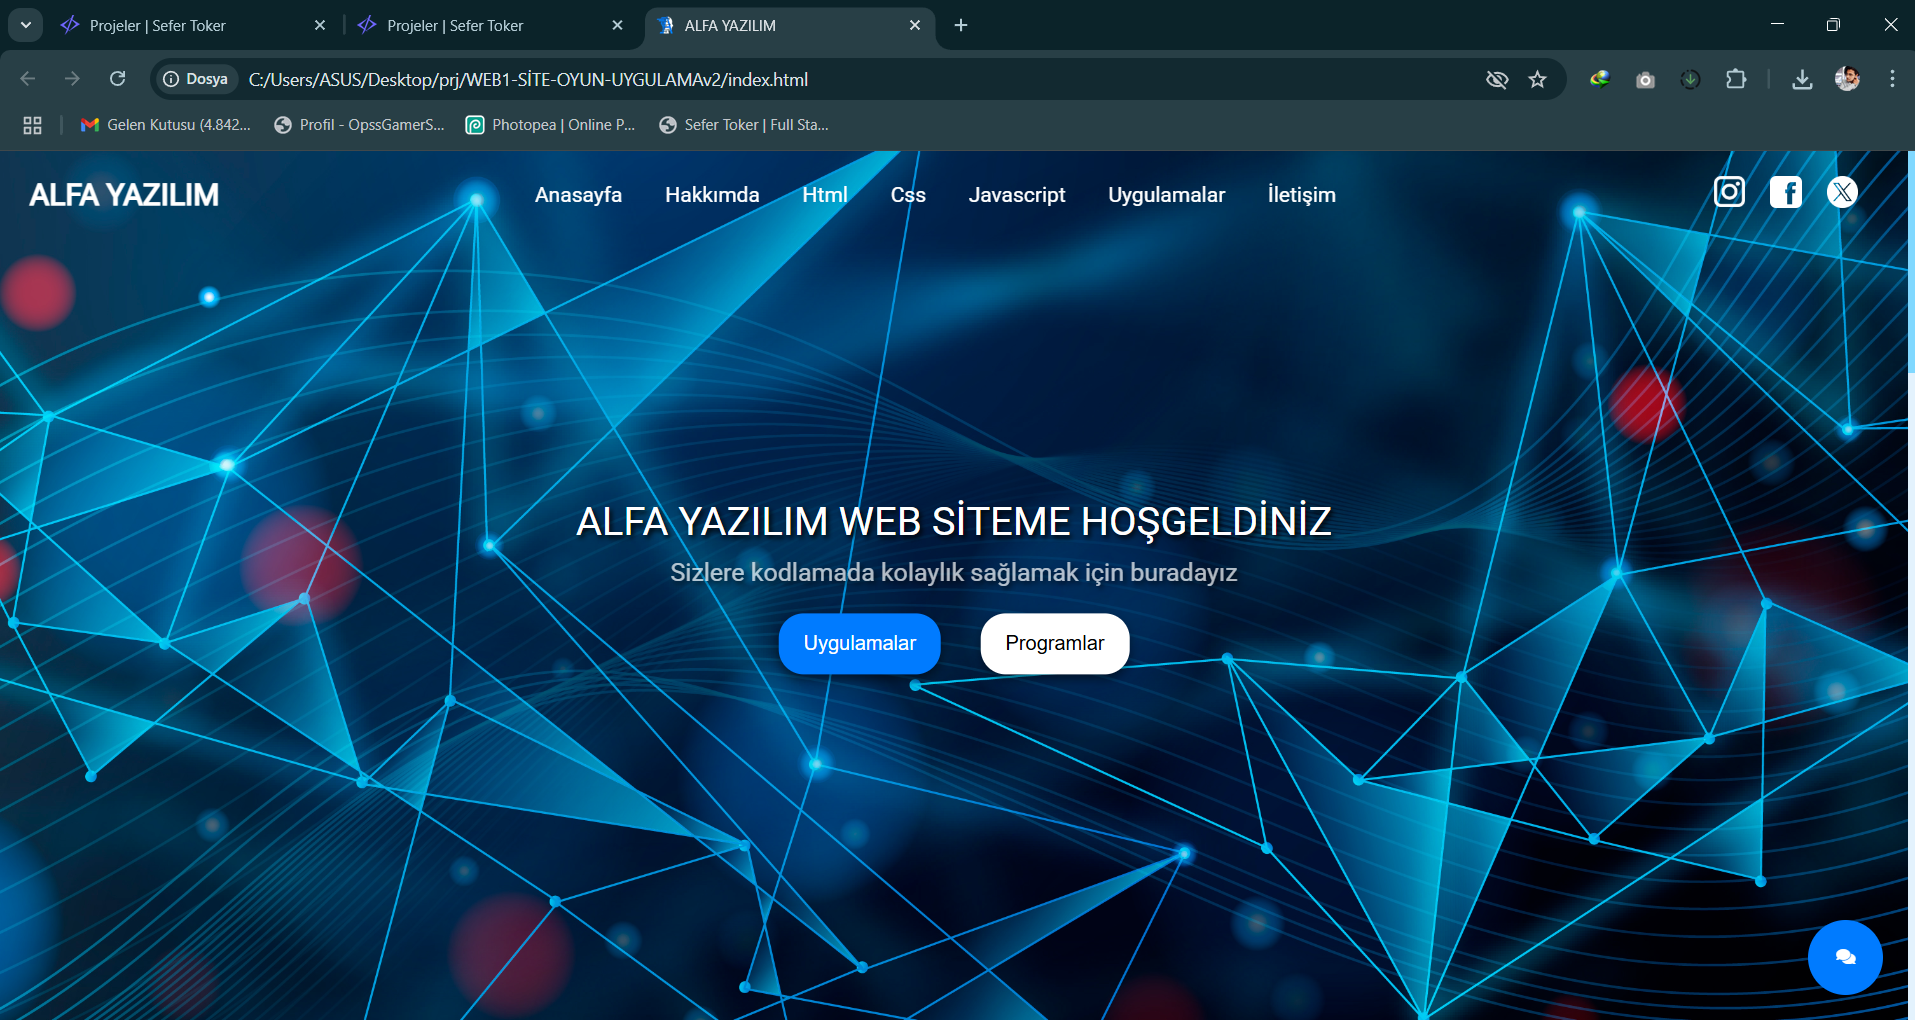 Projeler | Sefer Toker
Projeler | Sefer Toker
ALFA YAZILIM
Dosya
C:/Users/ASUS/Desktop/prj/WEB1-SİTE-OYUN-UYGULAMAv2/index.html
Gelen Kutusu (4.842...
Profil - OpssGamerS...
Photopea | Online P...
Sefer Toker | Full Sta...
ALFA YAZILIM
Anasayfa
Hakkımda
Html
Css
Javascript
Uygulamalar
İletişim
ALFA YAZILIM WEB SİTEME HOŞGELDİNİZ
Sizlere kodlamada kolaylık sağlamak için buradayız
Uygulamalar
Programlar